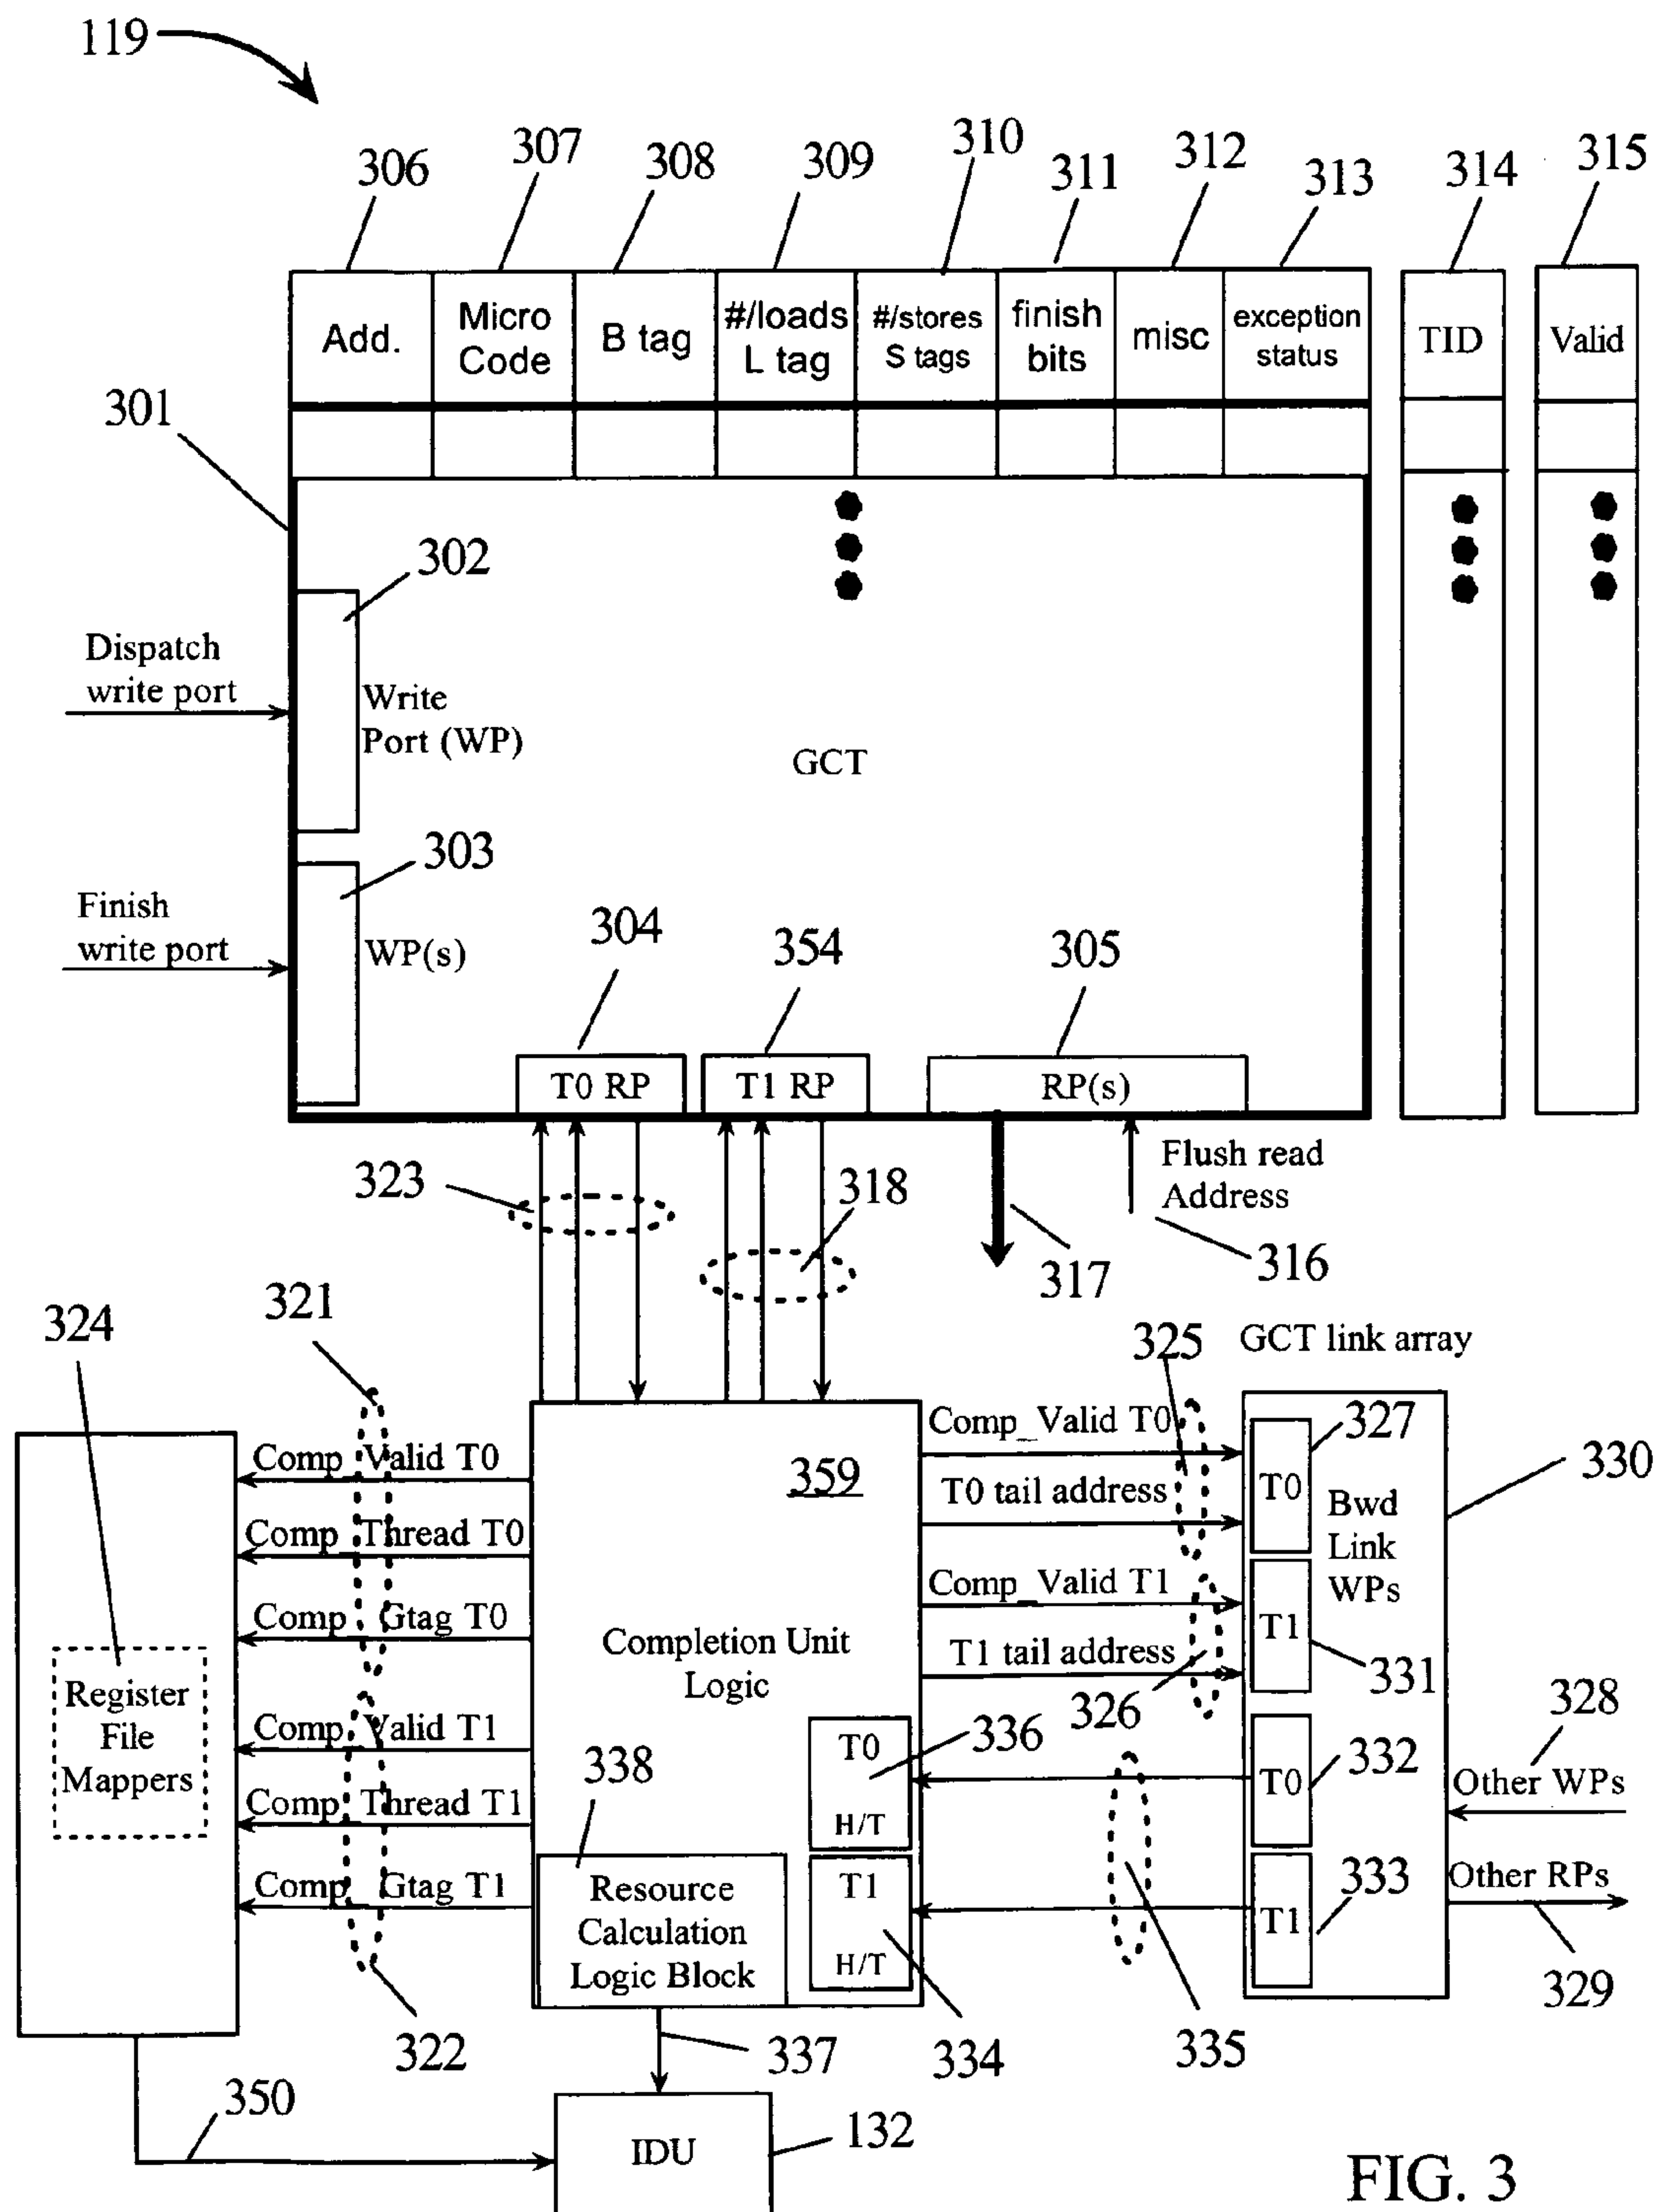 119
306
307
308
309
310
311
312
313
314
315
Add.
Micro
Code
B tag
#/loads
L tag
#/stores
S tags
finish
bits
misc
exception
status
TID
Valid
301
302
Dispatch
write port
Write
Port (WP)
GCT
303
Finish
write port
WP(s)
304
354
305
T0 RP
T1 RP
RP(s)
323
318
Flush read
Address
317
316
321
324
325
GCT link array
Comp_Valid T0
Comp_Thread T0
Comp_Gtag T0
Comp_Valid T1
Comp_Thread T1
Comp_Gtag T1
Register
File
Mappers
322
359
Completion Unit
Logic
338
Resource
Calculation
Logic Block
T0
H/T
336
T1
H/T
334
Comp_Valid T0
T0 tail address
Comp_Valid T1
T1 tail address
326
335
T0
327
Bwd
Link
WPs
330
T1
331
T0
332
T1
333
328
Other WPs
Other RPs
329
337
350
IDU
132
FIG. 3